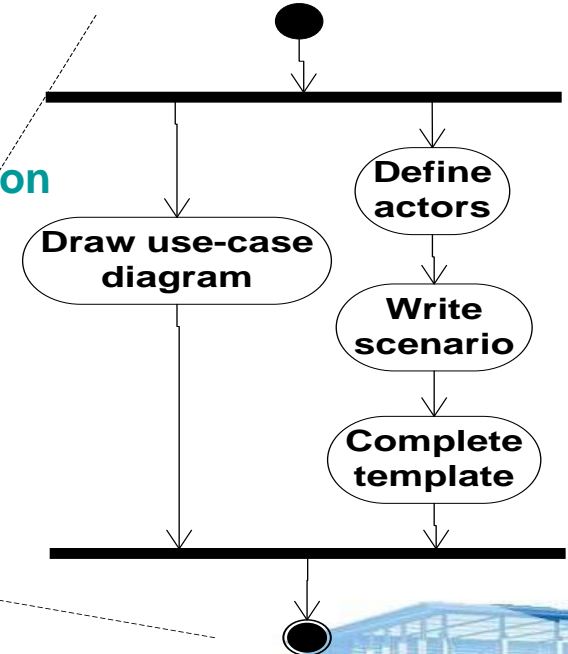 on
Define
actors
Draw use-case
diagram
Write
scenario
Complete
template